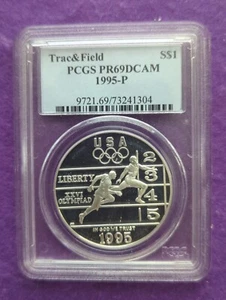 Trac&Field S$1
PCGS PR69DCAM
1995-P
9721.69/73241304
USA
2
3
4
5
LIBERTY
XXVI
OLYMPIAD
IN GOD WE TRUST
1995
PCGS